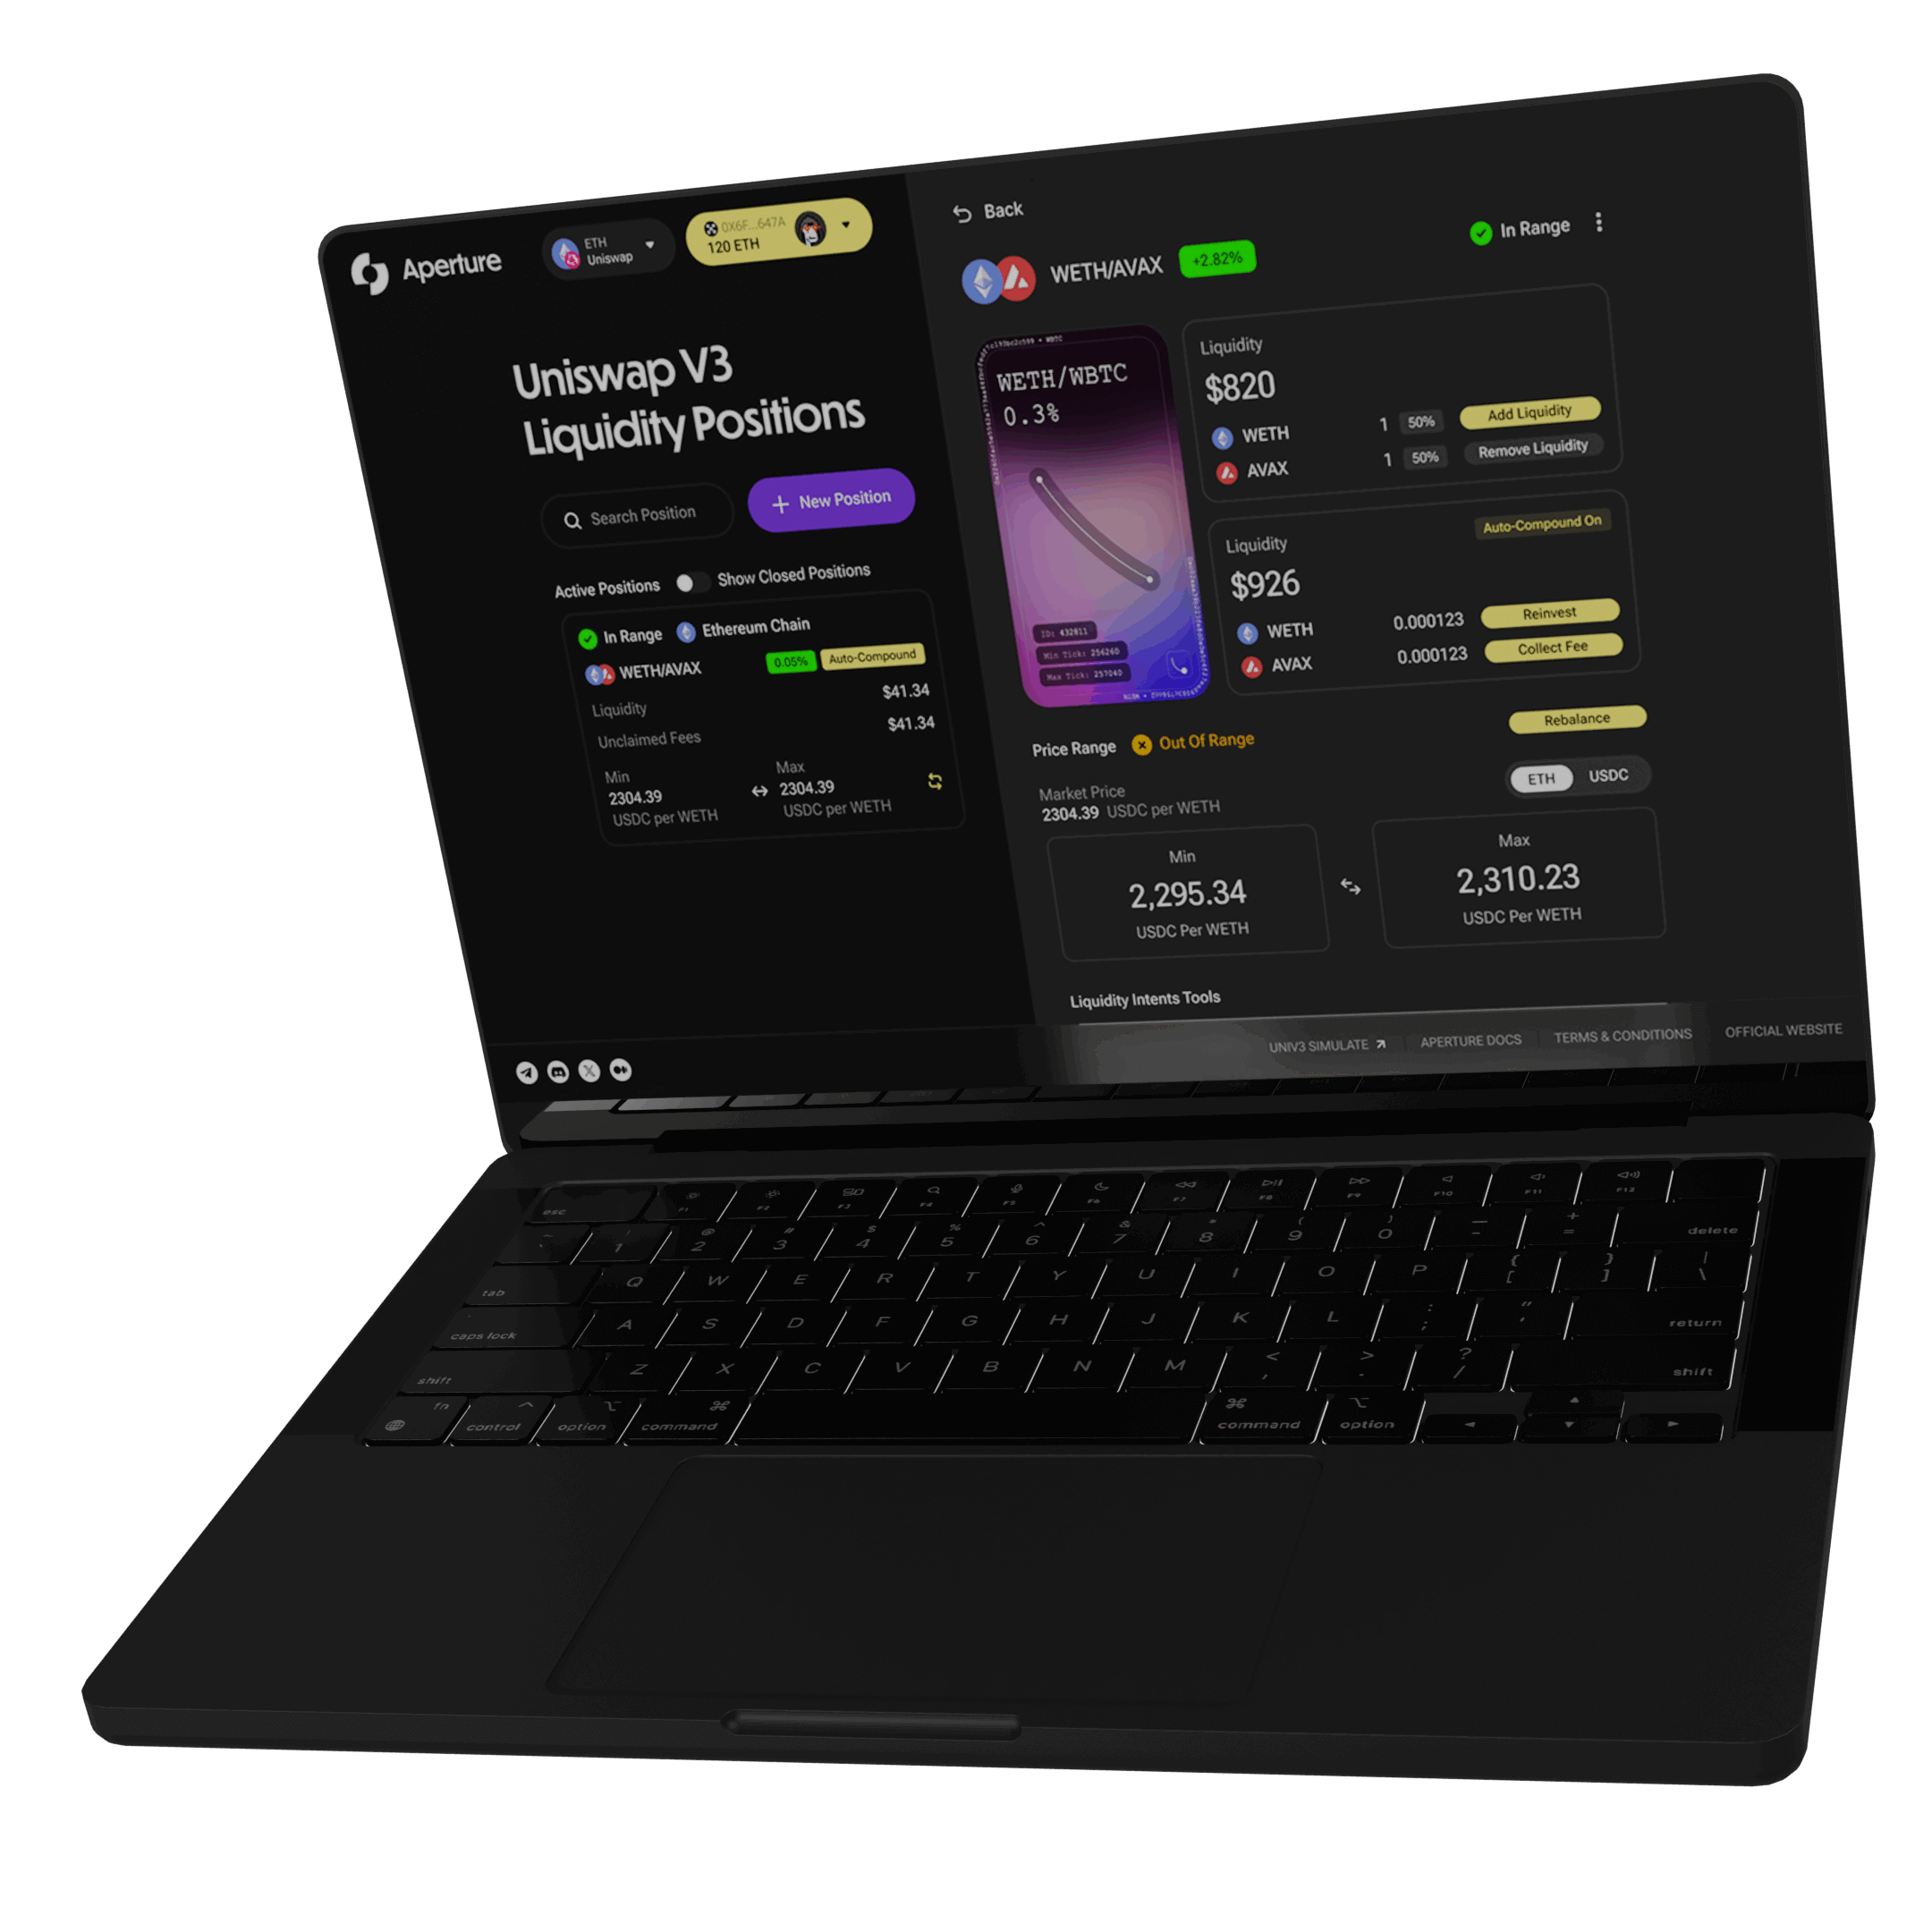 Aperture
ETH
Uniswap
0X6F...647A
120 ETH
Uniswap V3
Liquidity Positions
Search Position
+ New Position
Active Positions
Show Closed Positions
In Range
Ethereum Chain
WETH/AVAX
0.05%
Auto-Compound
Liquidity
$41.34
Unclaimed Fees
$41.34
Min
2304.39
USDC per WETH
Max
2304.39
USDC per WETH
Back
WETH/AVAX
+2.82%
In Range
WETH/WBTC
0.3%
ID: 432811
Min Tick: 256260
Max Tick: 257040
Liquidity
$820
WETH
1
50%
Add Liquidity
AVAX
1
50%
Remove Liquidity
Liquidity
Auto-Compound On
$926
WETH
0.000123
Reinvest
AVAX
0.000123
Collect Fee
Price Range
Out Of Range
Rebalance
Market Price
2304.39 USDC per WETH
ETH
USDC
Min
2,295.34
USDC Per WETH
Max
2,310.23
USDC Per WETH
Liquidity Intents Tools
UNIV3 SIMULATE
APERTURE DOCS
TERMS & CONDITIONS
OFFICIAL WEBSITE
esc F1 F2 F3 F4 F5 F6 F7 F8 F9 F10 F11 F12
~ 1 @ 2 # 3 $ 4 % 5 ^ 6 & 7 * 8 ( 9 ) 0 — - + = delete
tab Q W E R T Y U I O P { [ } ] | \
caps lock A S D F G H J K L : ; " ' return
shift Z X C V B N M < , > . ? / shift
fn control option command command option